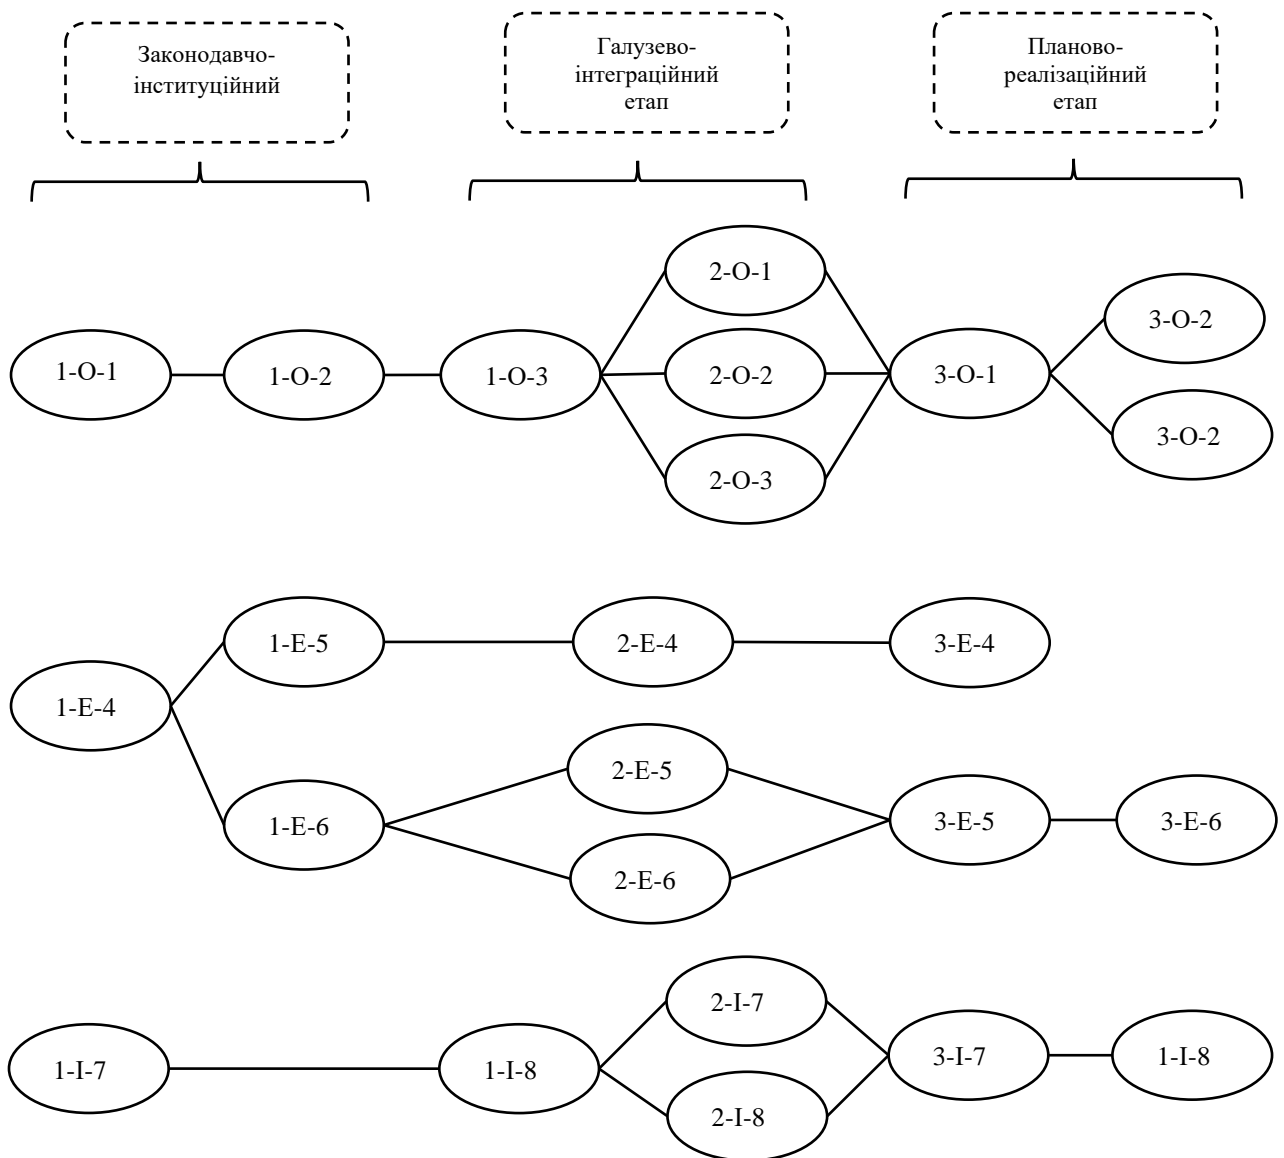 Законодавчо-
інституційний
Галузево-
інтеграційний
етап
Планово-
реалізаційний
етап
1-О-1
1-О-2
1-О-3
2-О-1
2-О-2
2-О-3
3-О-1
3-О-2
3-О-2
1-Е-4
1-Е-5
2-Е-4
3-Е-4
1-Е-6
2-Е-5
2-Е-6
3-Е-5
3-Е-6
1-І-7
1-І-8
2-І-7
2-І-8
3-І-7
1-І-8